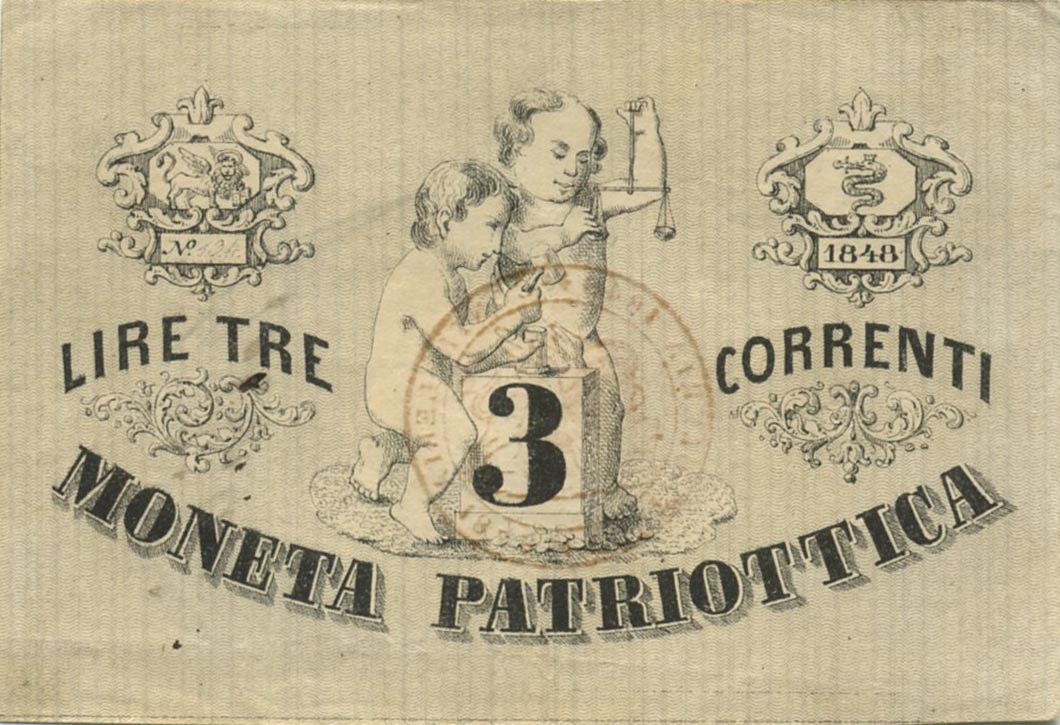 No.
1848
LIRE TRE
CORRENTI
3
MONETA PATRIOTTICA